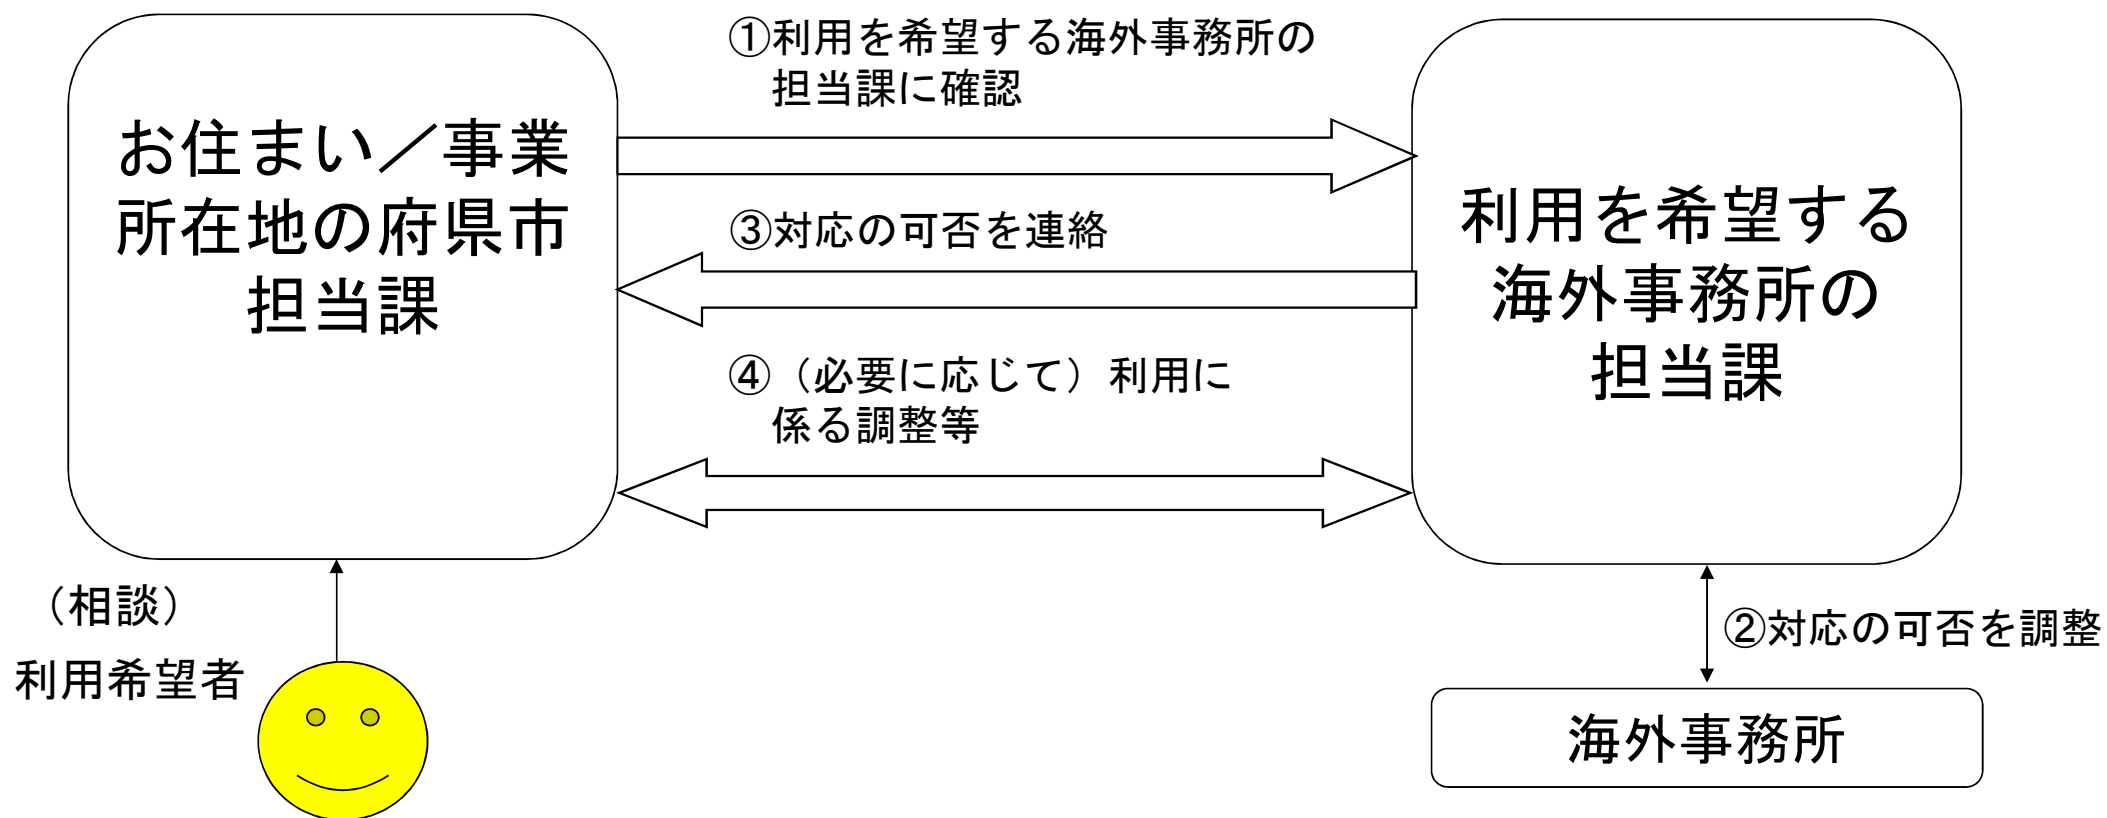 お住まい／事業
所在地の府県市
担当課
①利用を希望する海外事務所の
担当課に確認
③対応の可否を連絡
④（必要に応じて）利用に
係る調整等
利用を希望する
海外事務所の
担当課
（相談）
利用希望者
②対応の可否を調整
海外事務所